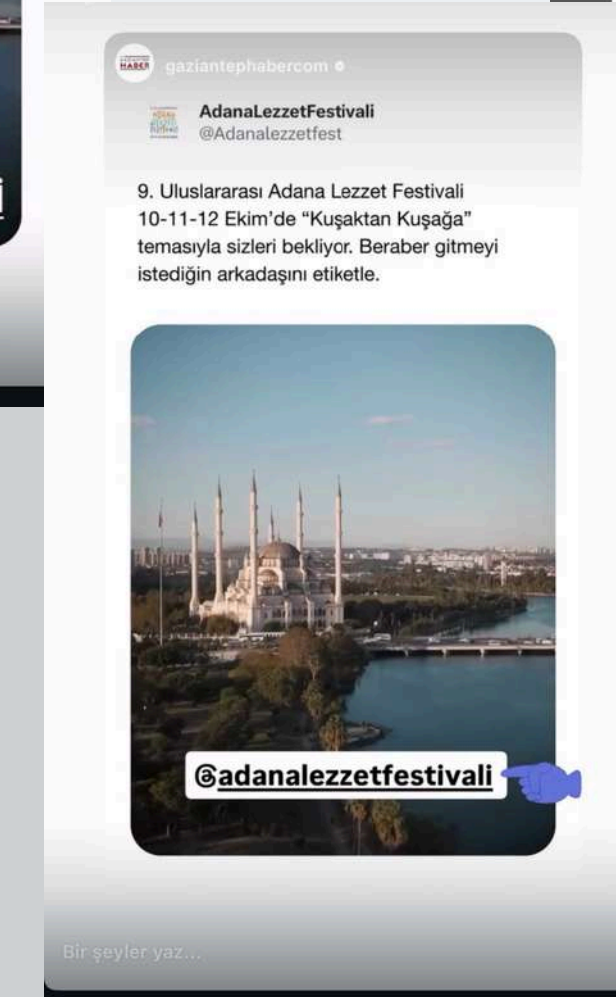 HABER
gaziantephabercom
AdanaLezzetFestivali
@Adanalezzetfest
9. Uluslararası Adana Lezzet Festivali
10-11-12 Ekim’de “Kuşaktan Kuşağa”
temasıyla sizleri bekliyor. Beraber gitmeyi
istediğin arkadaşını etiketle.
@adanalezzetfestivali
Bir şeyler yaz...